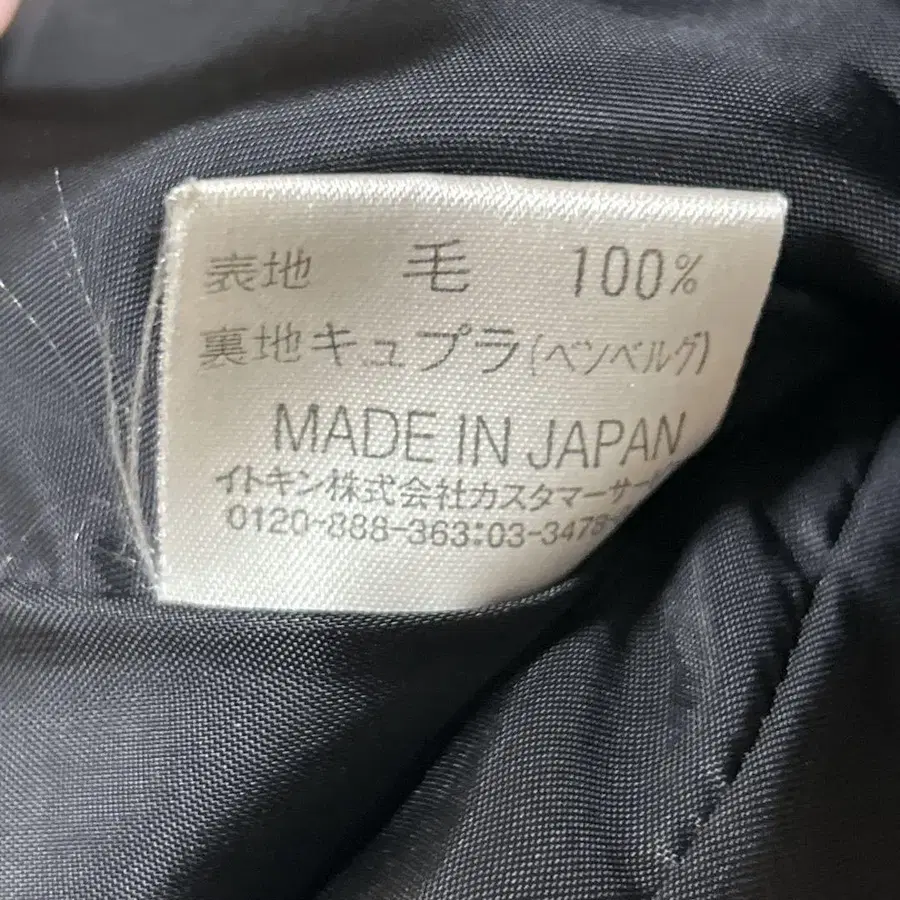 表地 毛 100%
裏地キュプラ(ベンベルグ)
MADE IN JAPAN
イトキン株式会社カスタマーサー
0120-888-363:03-3478